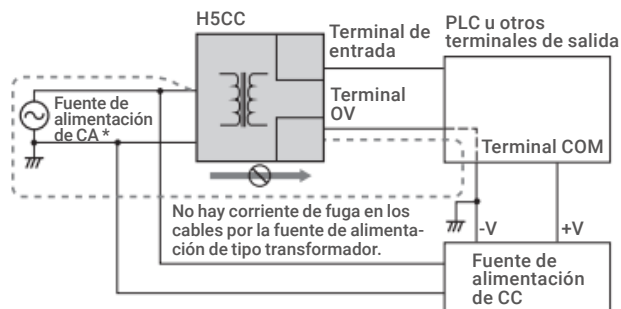 H5CC
Terminal de
entrada
PLC u otros
terminales de salida
Fuente de
alimentación
de CA *
Terminal
OV
Terminal COM
No hay corriente de fuga en los
cables por la fuente de alimenta-
ción de tipo transformador.
-V
+V
Fuente de
alimentación
de CC